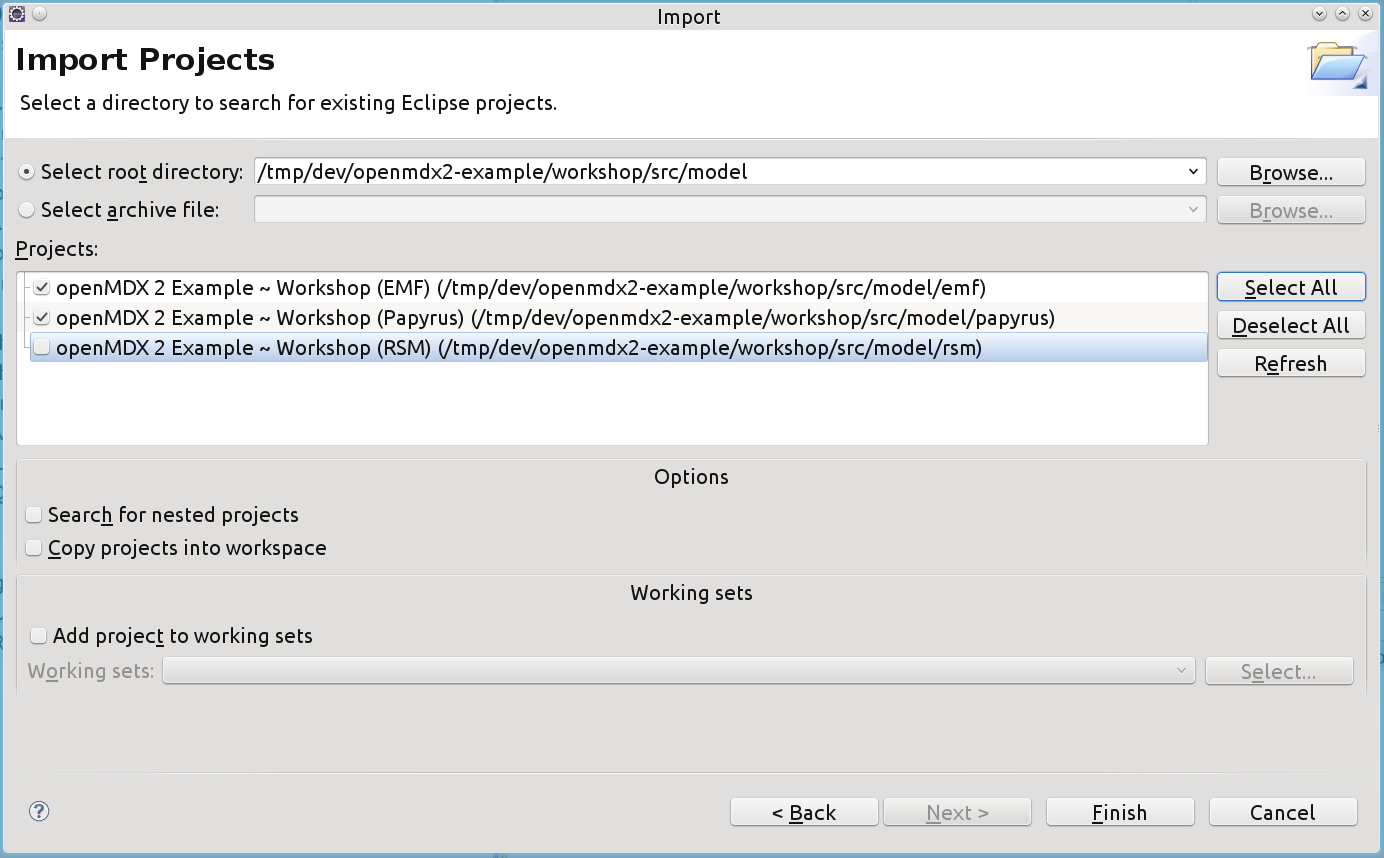 Import
Import Projects
Select a directory to search for existing Eclipse projects.
Select root directory: /tmp/dev/openmdx2-example/workshop/src/model Browse...
Select archive file: Browse...
Projects:
openMDX 2 Example ~ Workshop (EMF) (/tmp/dev/openmdx2-example/workshop/src/model/emf) Select All
openMDX 2 Example ~ Workshop (Papyrus) (/tmp/dev/openmdx2-example/workshop/src/model/papyrus) Deselect All
openMDX 2 Example ~ Workshop (RSM) (/tmp/dev/openmdx2-example/workshop/src/model/rsm)
Refresh
Options
Search for nested projects
Copy projects into workspace
Working sets
Add project to working sets
Working sets: Select...
? < Back Next > Finish Cancel